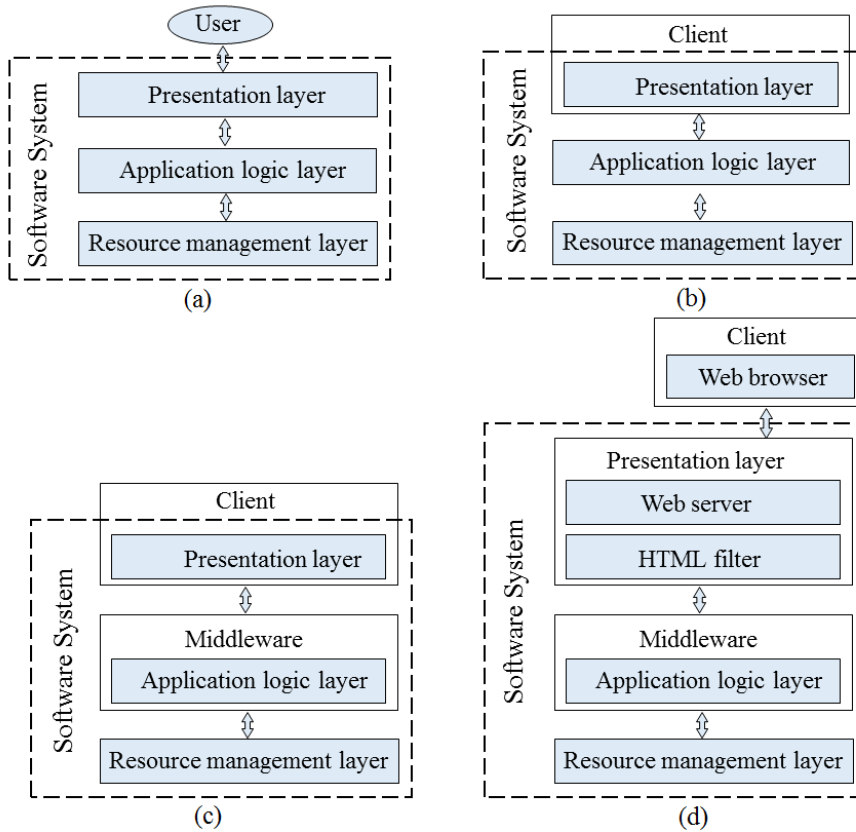 User
Software System
Presentation layer
Application logic layer
Resource management layer
(a)
Client
Software System
Presentation layer
Application logic layer
Resource management layer
(b)
Client
Software System
Presentation layer
Middleware
Application logic layer
Resource management layer
(c)
Client
Web browser
Software System
Presentation layer
Web server
HTML filter
Middleware
Application logic layer
Resource management layer
(d)